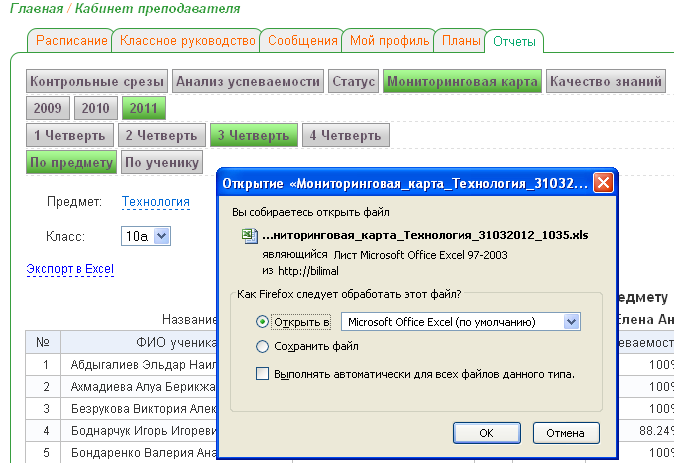 Главная / Кабинет преподавателя
Расписание Классное руководство Сообщения Мой профиль Планы Отчеты
Контрольные срезы Анализ успеваемости Статус Мониторинговая карта Качество знаний
2009 2010 2011
1 Четверть 2 Четверть 3 Четверть 4 Четверть
По предмету По ученику
Открытие «Мониторинговая_карта_Технология_31032...
Предмет: Технология
Вы собираетесь открыть файл
Класс: 10а
...ниторинговая_карта_Технология_31032012_1035.xls
являющийся Лист Microsoft Office Excel 97-2003
из http://bilimal
Экспорт в Excel
Как Firefox следует обработать этот файл?
едмету
Открыть в Microsoft Office Excel (по умолчанию)
Название
Елена Ан
Сохранить файл
№ ФИО ученика
еваемост
1 Абдыгалиев Эльдар Наил 100%
Выполнять автоматически для всех файлов данного типа.
2 Ахмадиева Алуа Берикжа 100%
3 Безрукова Виктория Алек 100%
4 Боднарчук Игорь Игореви 88.24%
OK Отмена
5 Бондаренко Валерия Ана 100%